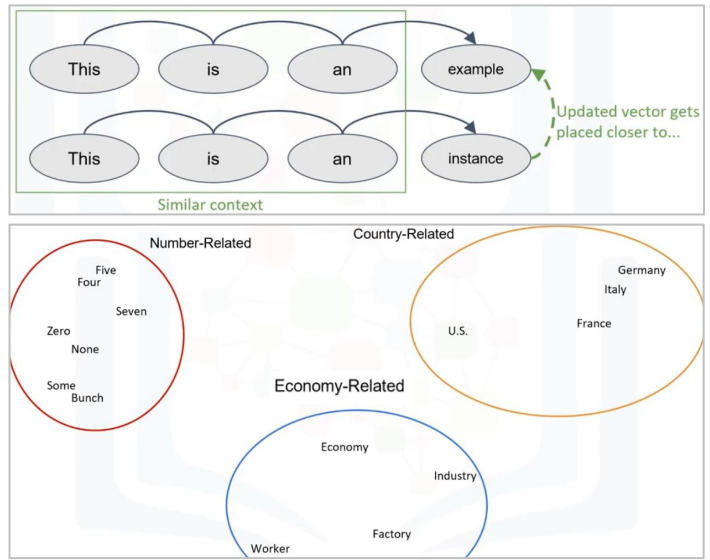 This is an example
This is an instance
Updated vector gets
placed closer to...
Similar context
Number-Related
Country-Related
Five
Four
Seven
Zero
None
Some
Bunch
Germany
Italy
France
U.S.
Economy-Related
Economy
Industry
Factory
Worker